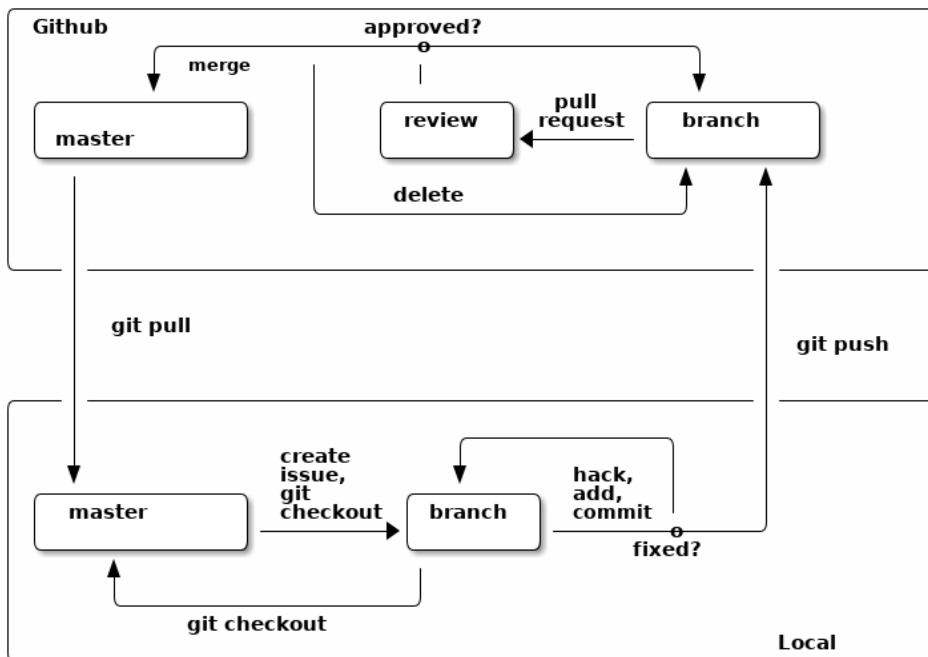 Github
approved?
o
merge
master
review
pull
request
branch
delete
git pull
git push
create
issue,
git
checkout
master
branch
hack,
add,
commit
o
fixed?
git checkout
Local